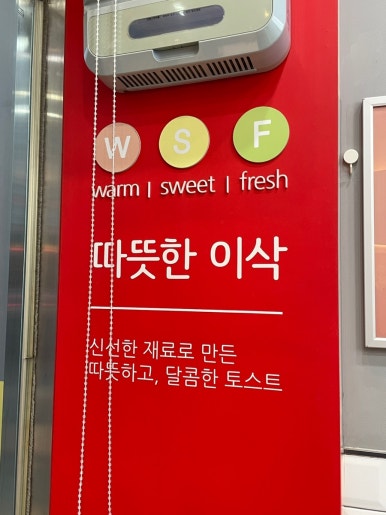 W S F
warm | sweet | fresh
따뜻한 이삭
신선한 재료로 만든
따뜻하고, 달콤한 토스트